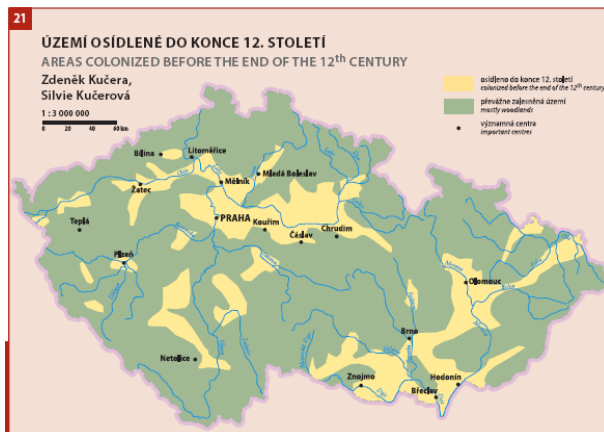 21
ÚZEMÍ OSÍDLENÉ DO KONCE 12. STOLETÍ
AREAS COLONIZED BEFORE THE END OF THE 12th CENTURY
Zdeněk Kučera,
Silvie Kučerová
1 : 3 000 000
0 20 40 60 km
osídleno do konce 12. století
colonized before the end of the 12th century
převážně zalesněná území
mostly woodlands
významná centra
important centres
Bílina
Litoměřice
Žatec
Mělník
Mladá Boleslav
Teplá
PRAHA
Kouřim
Čáslav
Chrudim
Plzeň
Olomouc
Netolice
Brno
Znojmo
Hodonín
Břeclav